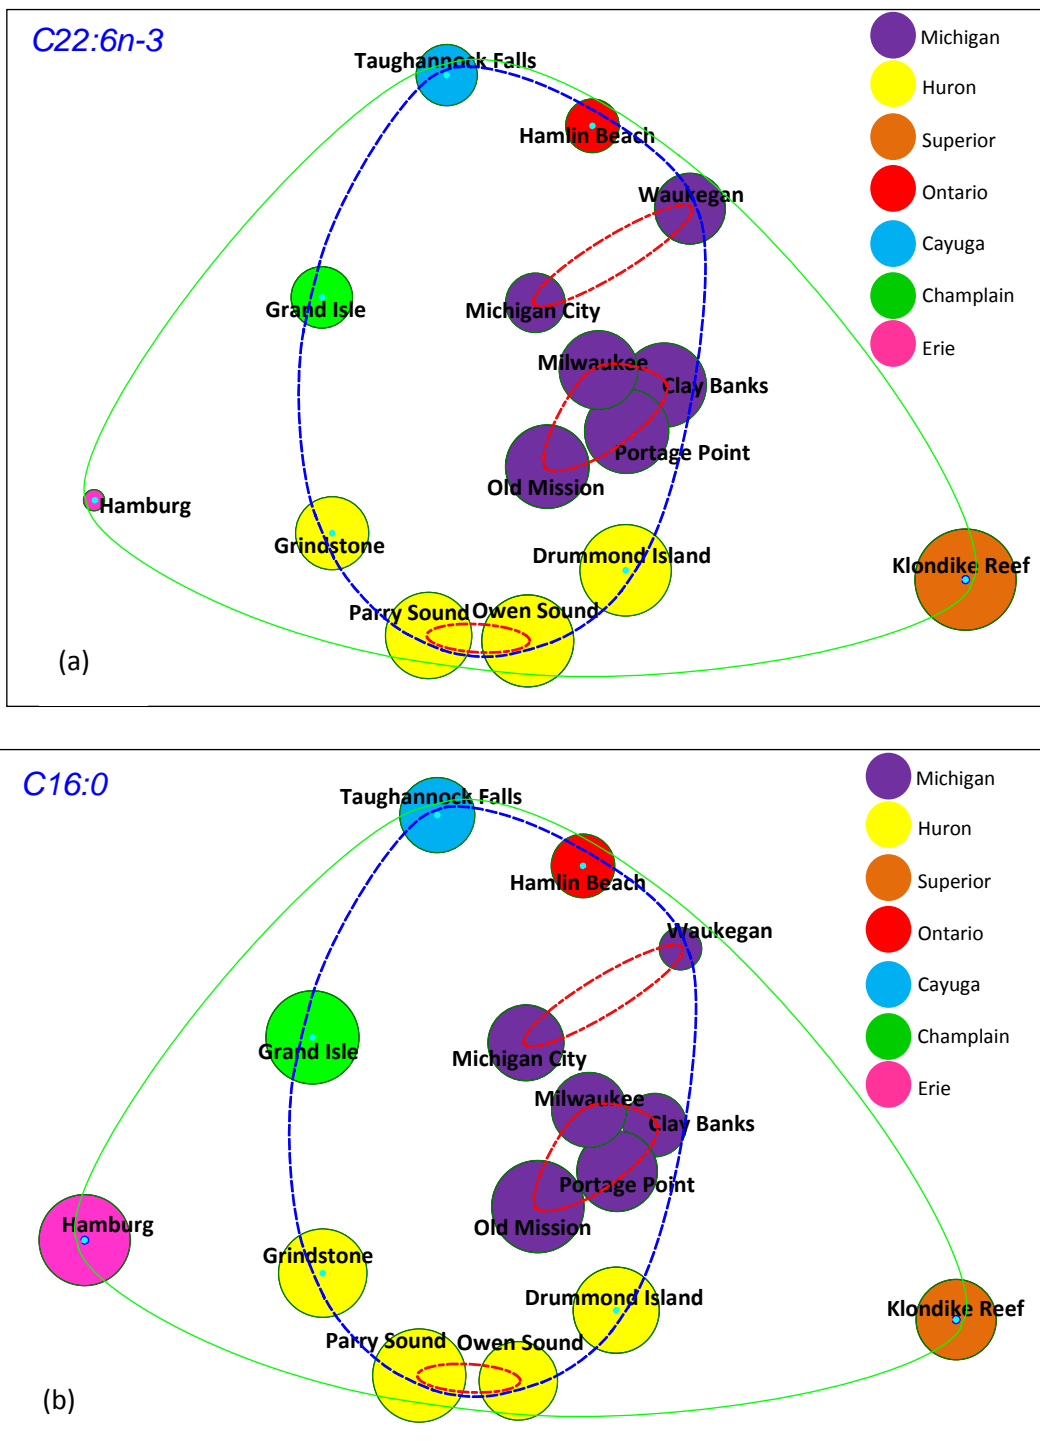 C22:6n-3
Taughannock Falls
Hamlin Beach
Waukegan
Grand Isle
Michigan City
Milwaukee
Clay Banks
Portage Point
Old Mission
Hamburg
Grindstone
Drummond Island
Klondike Reef
Parry Sound
Owen Sound
(a)
Michigan
Huron
Superior
Ontario
Cayuga
Champlain
Erie
C16:0
Taughannock Falls
Hamlin Beach
Waukegan
Grand Isle
Michigan City
Milwaukee
Clay Banks
Portage Point
Old Mission
Hamburg
Grindstone
Drummond Island
Klondike Reef
Parry Sound
Owen Sound
(b)
Michigan
Huron
Superior
Ontario
Cayuga
Champlain
Erie